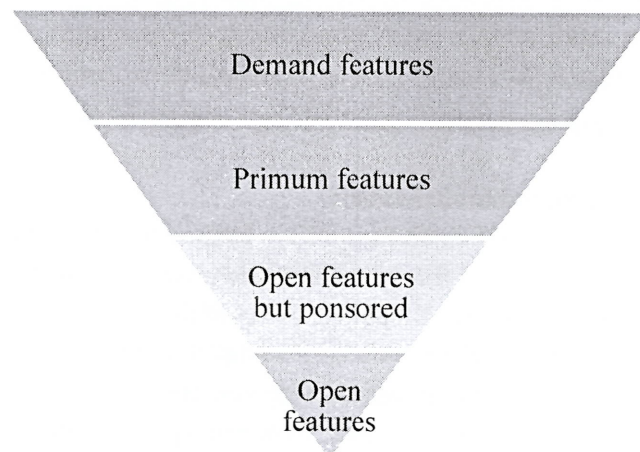 Demand features
Primum features
Open features
but ponsored
Open
features